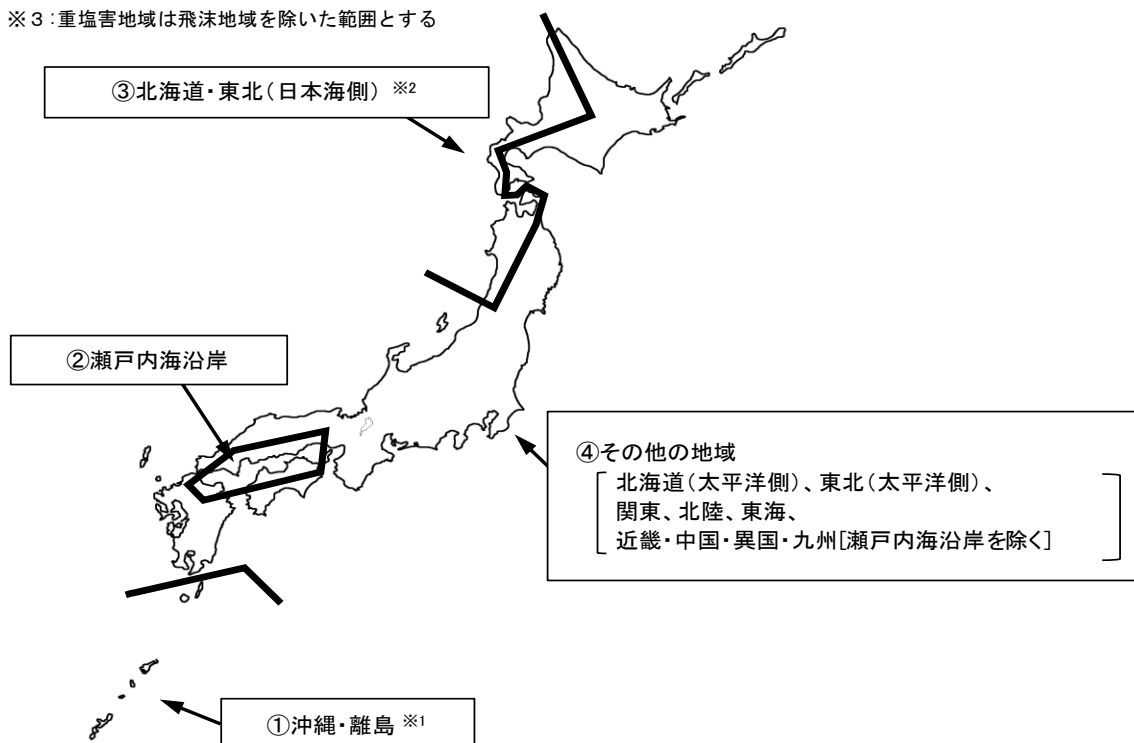 ※3:重塩害地域は飛沫地域を除いた範囲とする
③北海道・東北(日本海側) ※2
②瀬戸内海沿岸
④その他の地域
北海道(太平洋側)、東北(太平洋側)、
関東、北陸、東海、
近畿・中国・異国・九州[瀬戸内海沿岸を除く]
①沖縄・離島 ※1